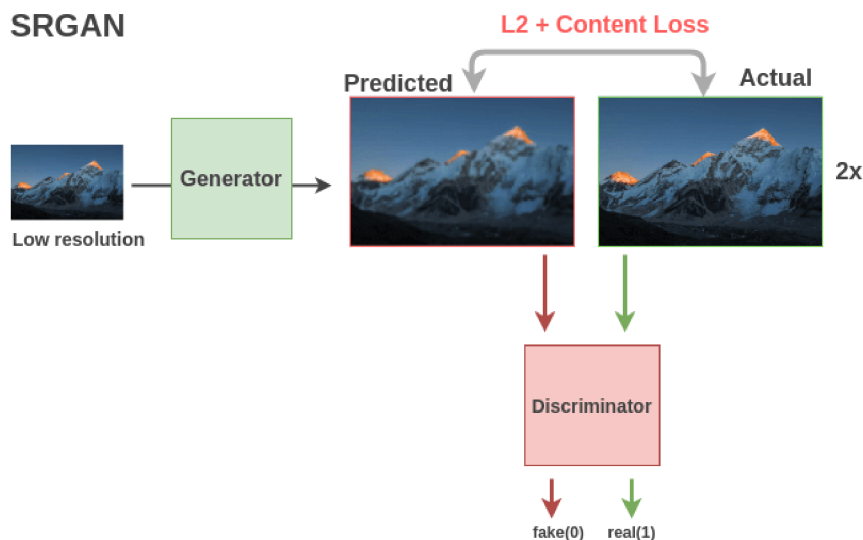 SRGAN
L2 + Content Loss
Predicted
Actual
Generator
2x
Low resolution
Discriminator
fake(0)
real(1)